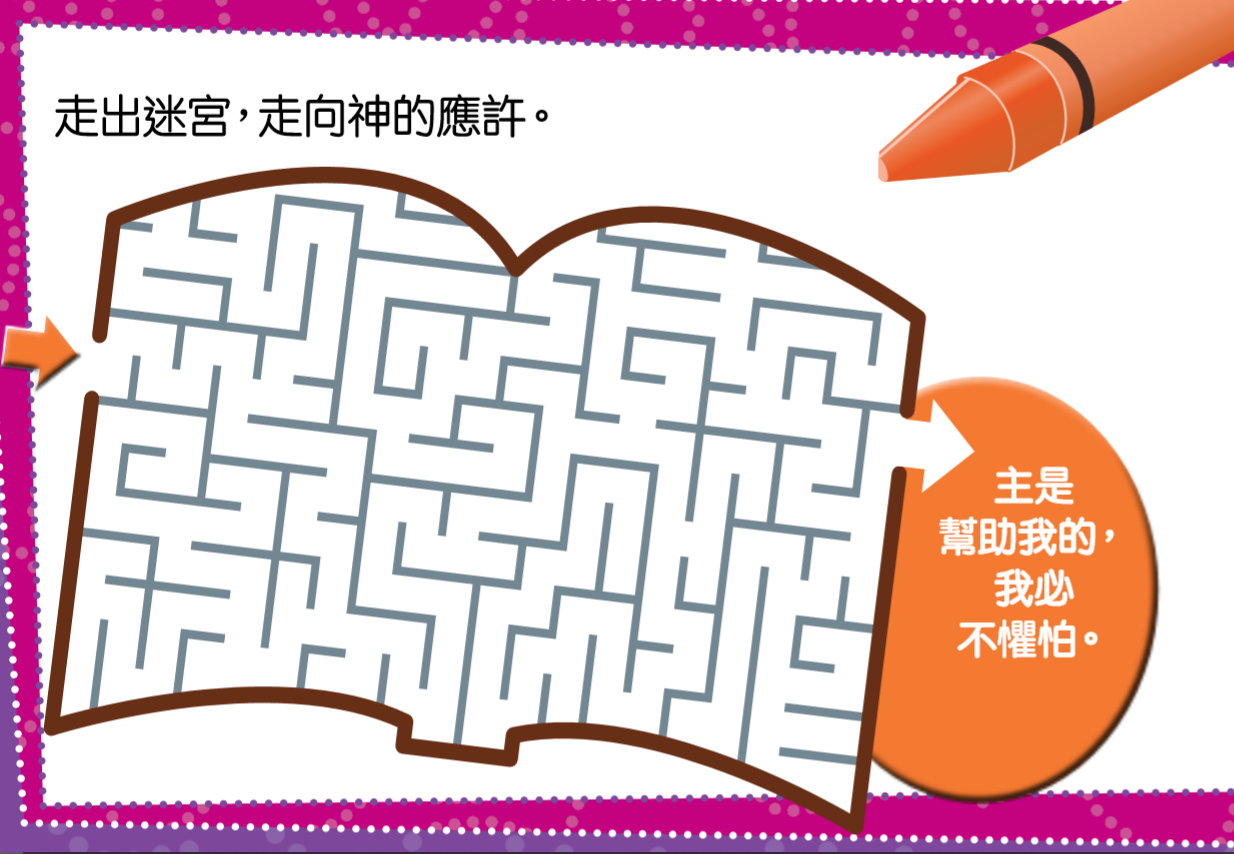 走出迷宮，走向神的應許。
主是
幫助我的，
我必
不懼怕。